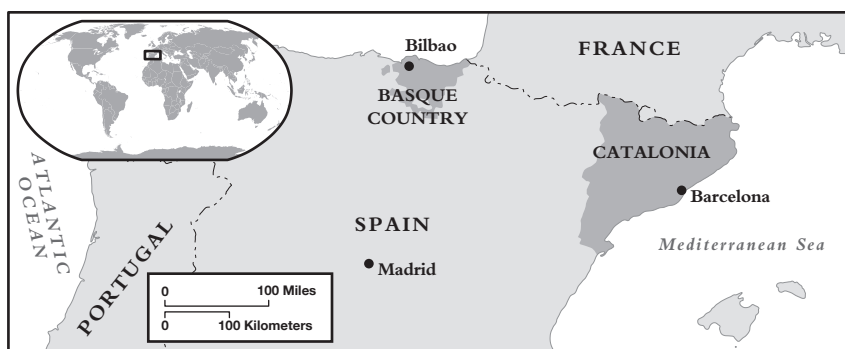 Bilbao
FRANCE
BASQUE
COUNTRY
CATALONIA
ATLANTIC
OCEAN
Barcelona
SPAIN
Mediterranean Sea
Madrid
PORTUGAL
0 100 Miles
0 100 Kilometers